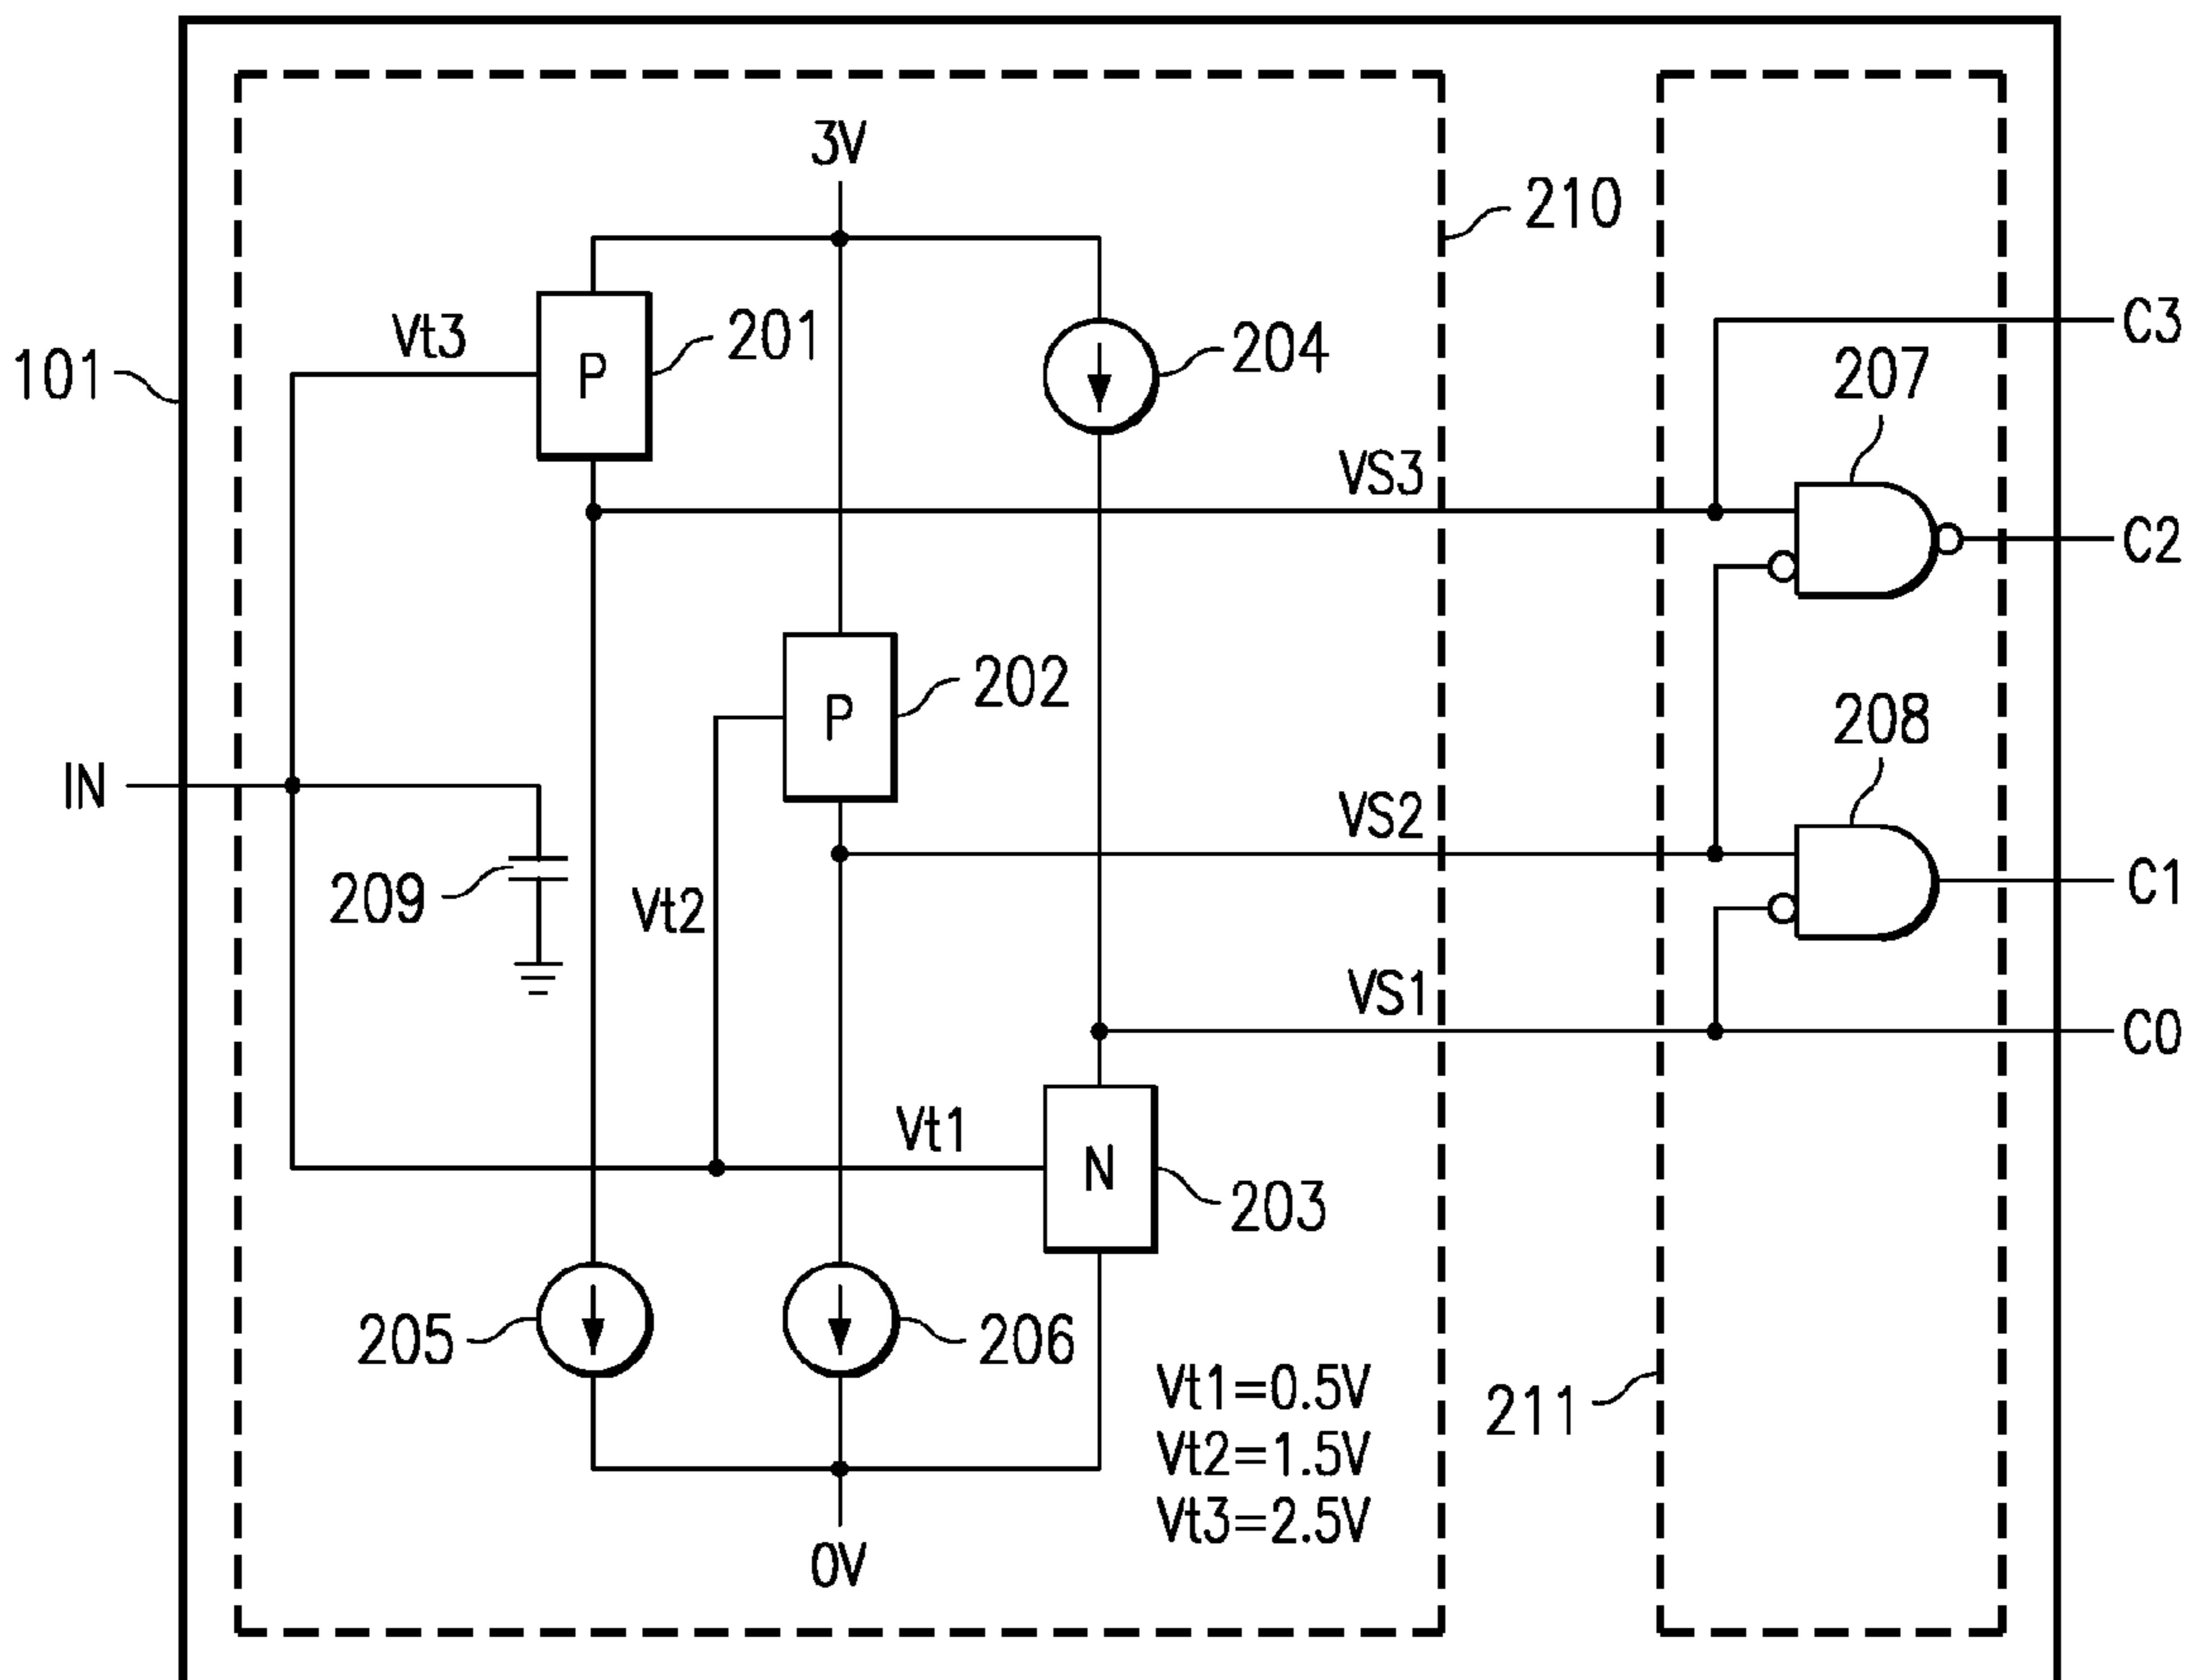 3V
210
Vt3
P
201
204
C3
207
101
VS3
C2
P
202
208
IN
VS2
209
Vt2
C1
VS1
C0
Vt1
N
203
205
206
Vt1=0.5V
Vt2=1.5V
Vt3=2.5V
211
0V